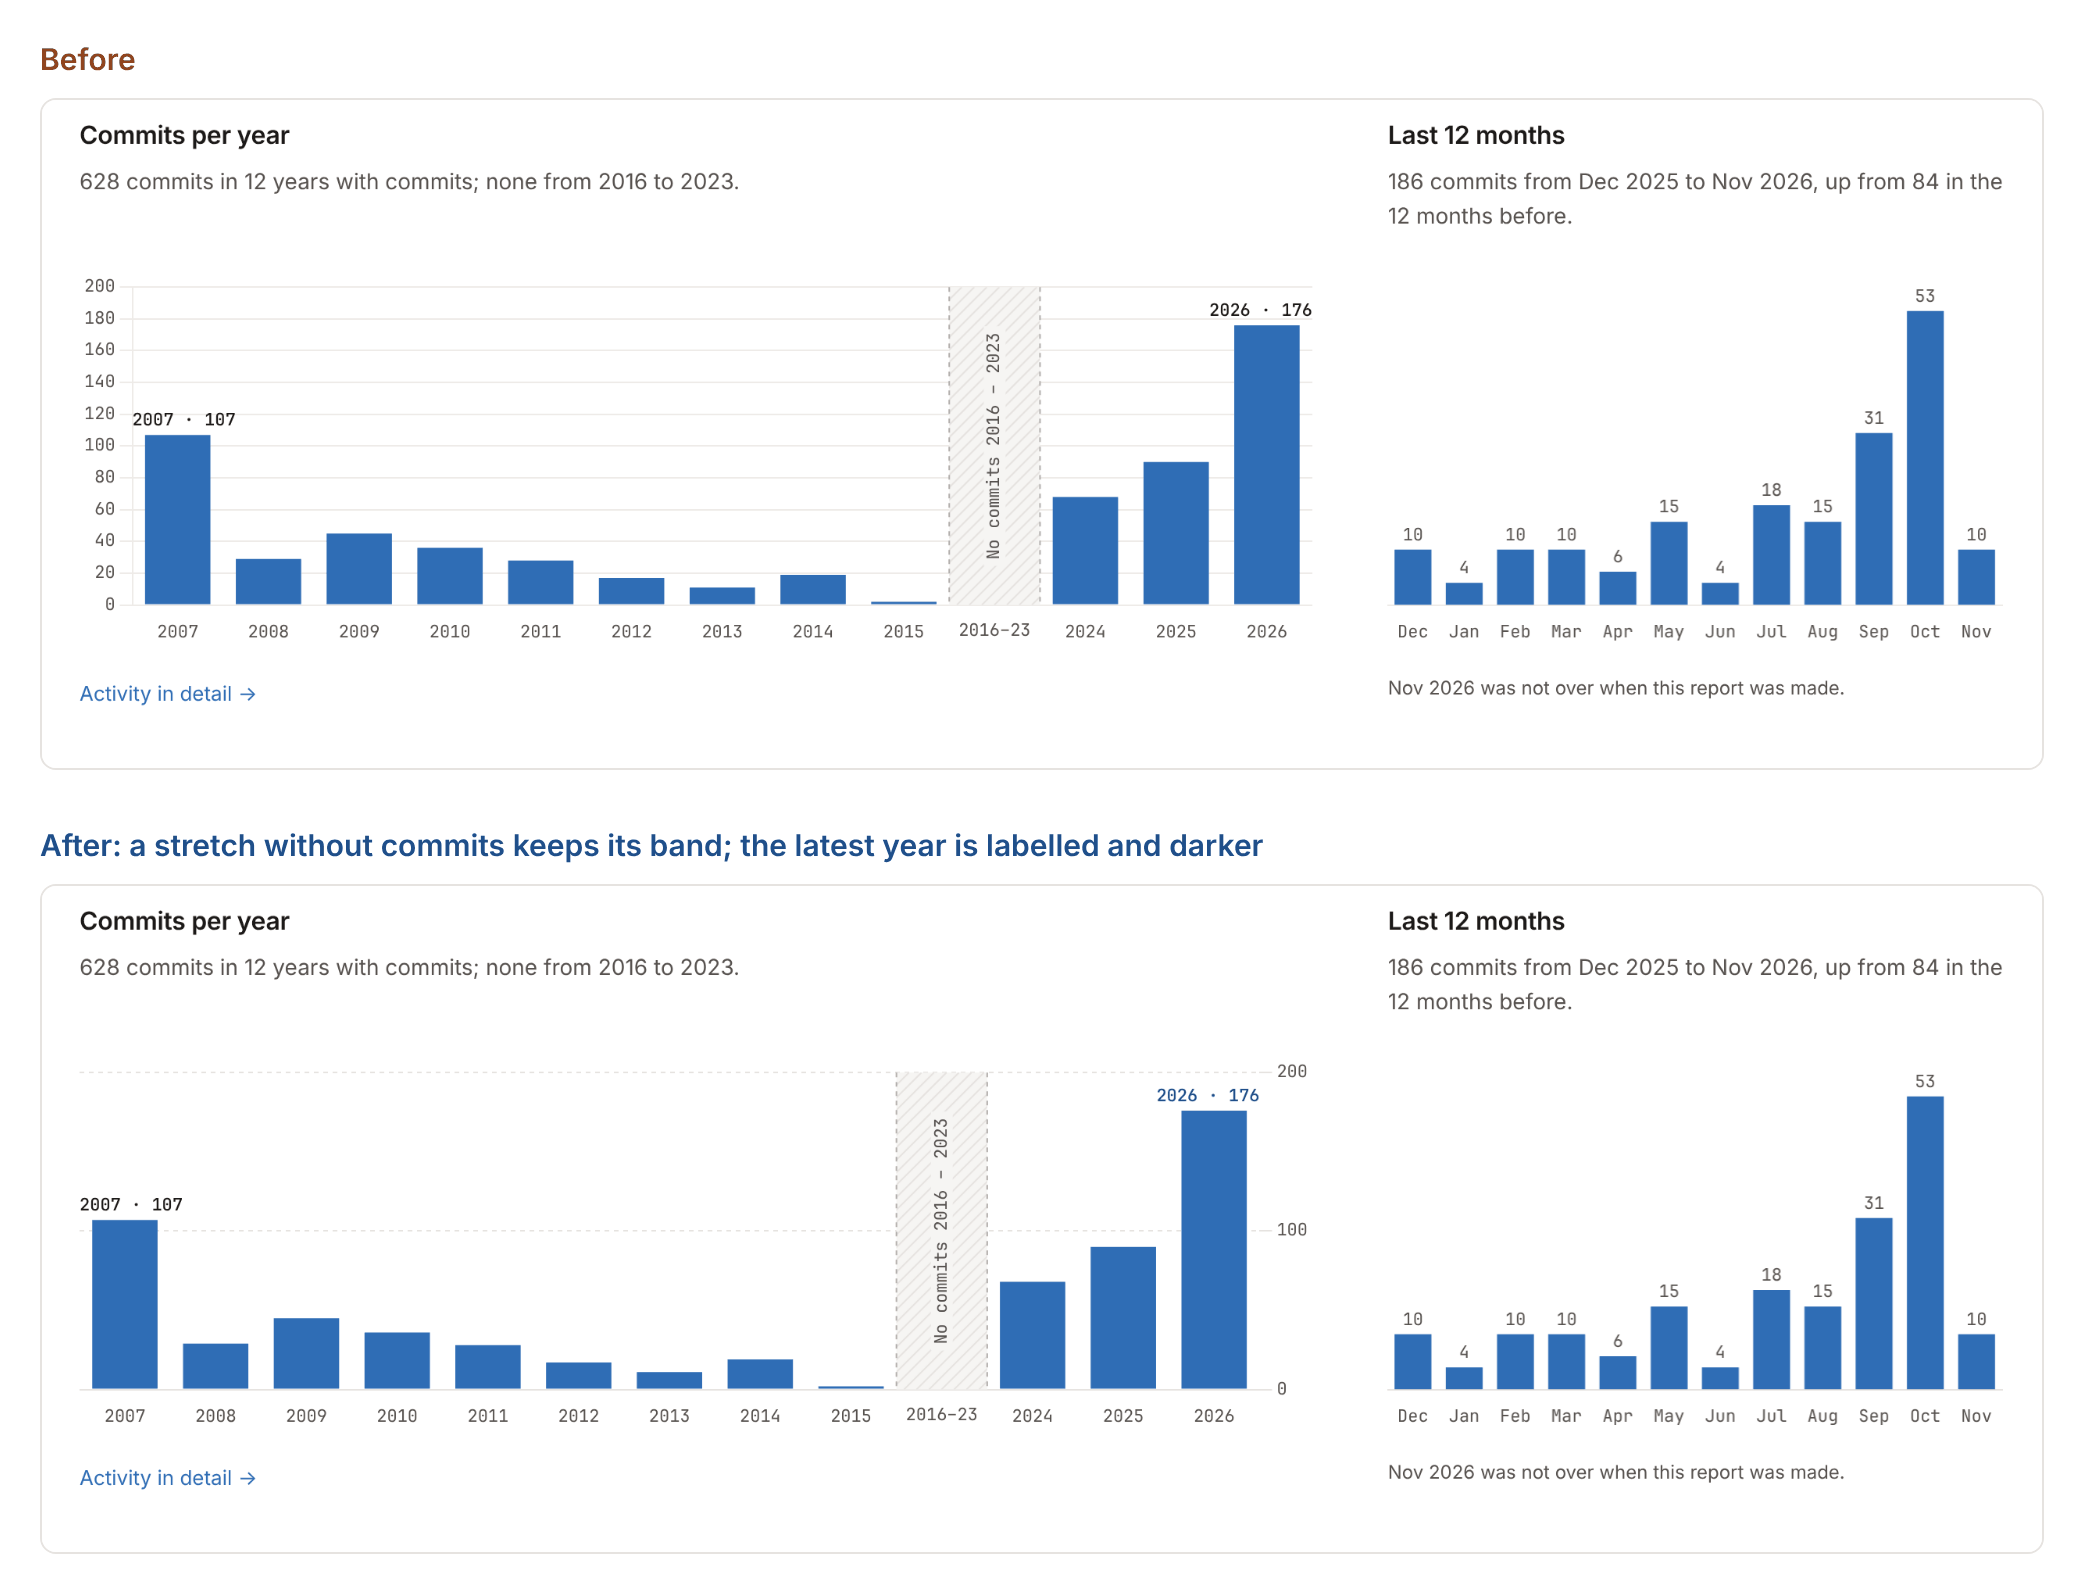 Before
Commits per year
628 commits in 12 years with commits; none from 2016 to 2023.
200
180
160
140
120
100
80
60
40
20
0
2007 · 107
No commits 2016 – 2023
2026 · 176
2007 2008 2009 2010 2011 2012 2013 2014 2015 2016–23 2024 2025 2026
Activity in detail →
Last 12 months
186 commits from Dec 2025 to Nov 2026, up from 84 in the
12 months before.
10 4 10 10 6 15 4 18 15 31 53 10
Dec Jan Feb Mar Apr May Jun Jul Aug Sep Oct Nov
Nov 2026 was not over when this report was made.
After: a stretch without commits keeps its band; the latest year is labelled and darker
Commits per year
628 commits in 12 years with commits; none from 2016 to 2023.
2007 · 107
No commits 2016 – 2023
2026 · 176
200
100
0
2007 2008 2009 2010 2011 2012 2013 2014 2015 2016–23 2024 2025 2026
Activity in detail →
Last 12 months
186 commits from Dec 2025 to Nov 2026, up from 84 in the
12 months before.
10 4 10 10 6 15 4 18 15 31 53 10
Dec Jan Feb Mar Apr May Jun Jul Aug Sep Oct Nov
Nov 2026 was not over when this report was made.